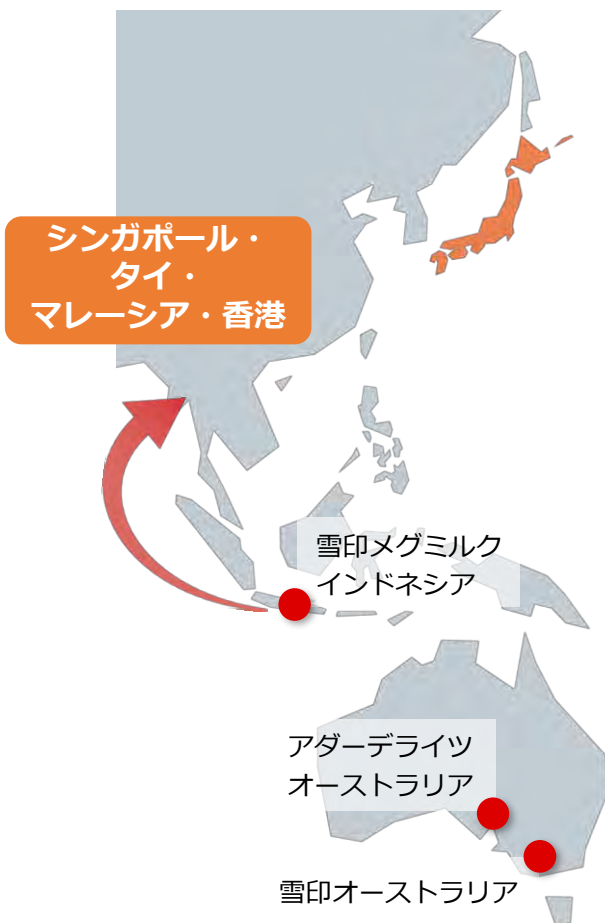 シンガポール・
タイ・
マレーシア・香港
雪印メグミルク
インドネシア
アダーデライツ
オーストラリア
雪印オーストラリア